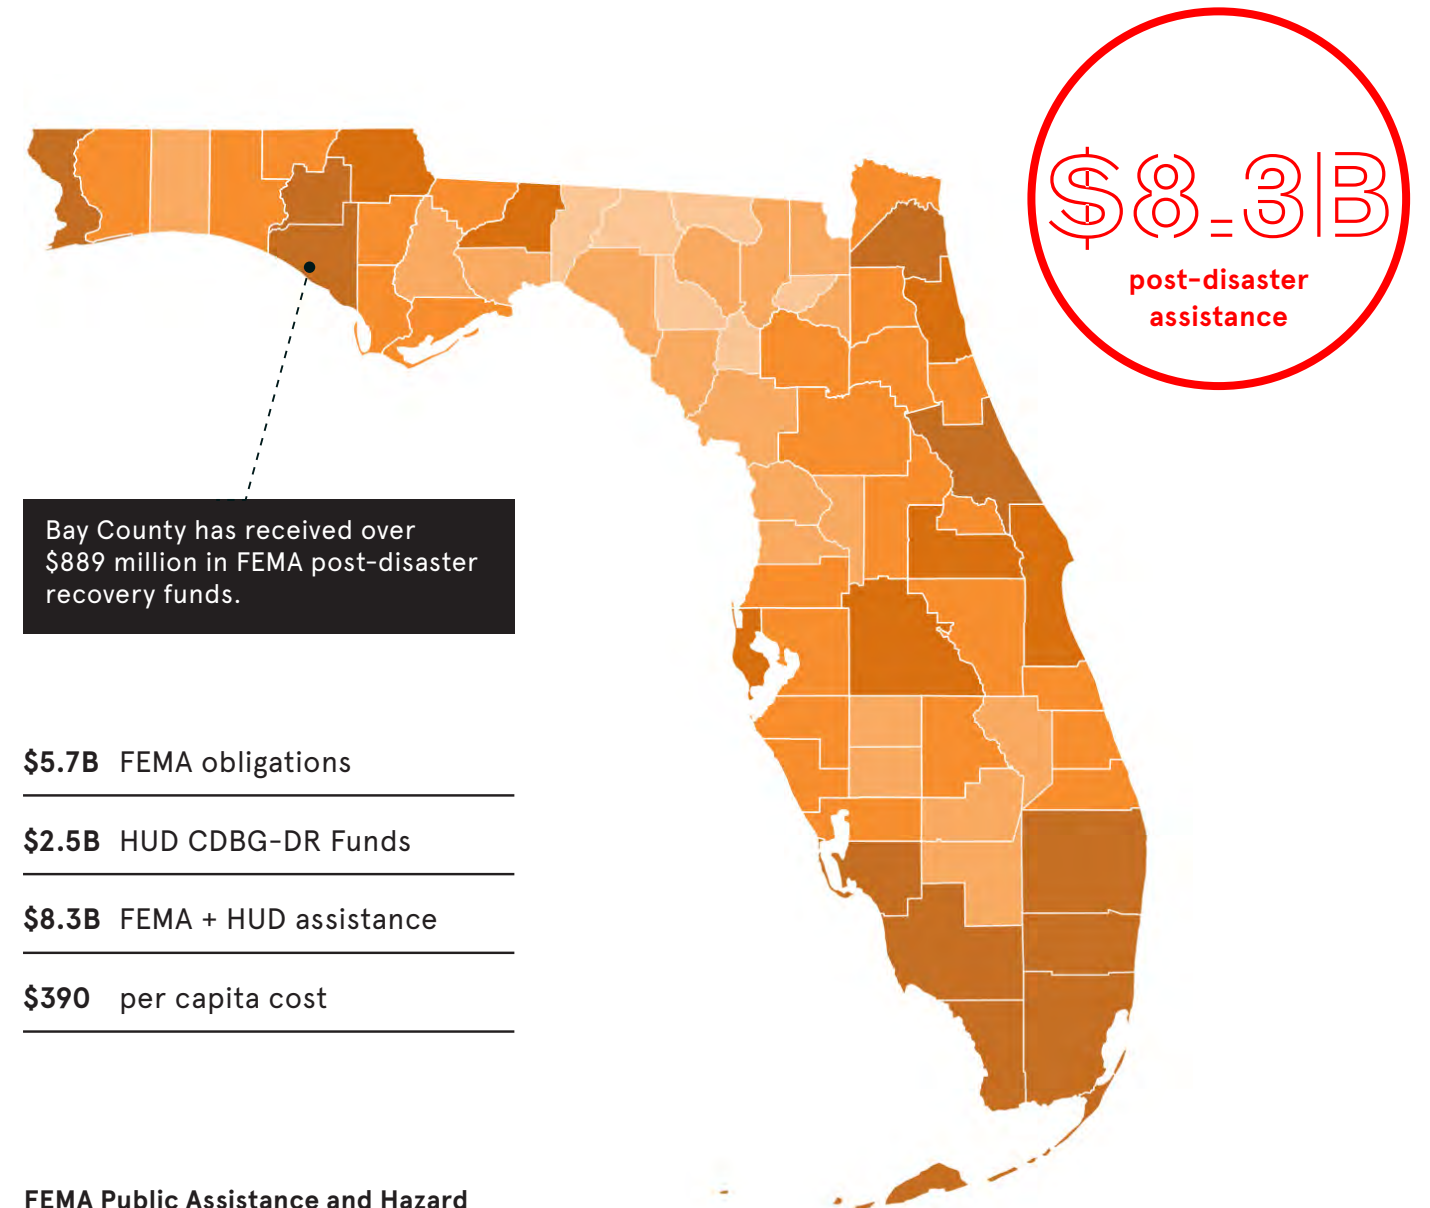 $8.3B
post-disaster
assistance
Bay County has received over
$889 million in FEMA post-disaster
recovery funds.
$5.7B FEMA obligations
$2.5B HUD CDBG-DR Funds
$8.3B FEMA + HUD assistance
$390 per capita cost
FEMA Public Assistance and Hazard